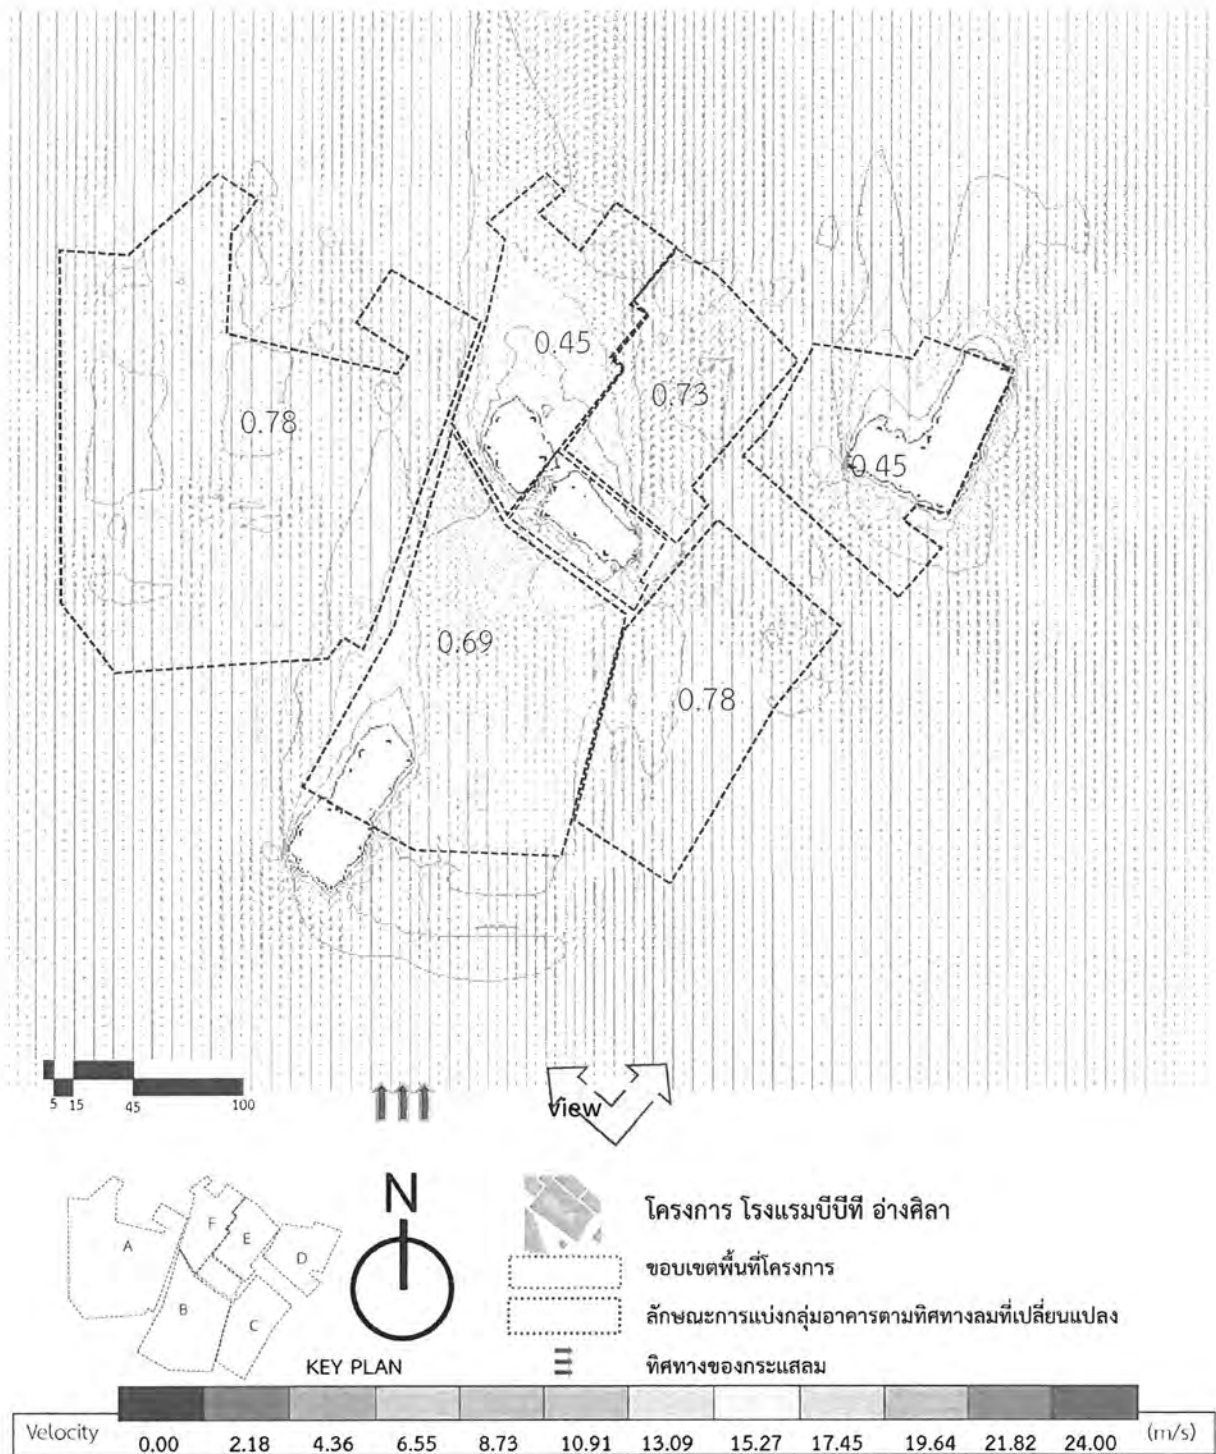 0.45
0.73
0.78
0.45
0.69
0.78
5 15 45 100
view
N
A
F
E
D
B
C
KEY PLAN
โครงการ โรงแรมบีบีที อ่างศิลา
ขอบเขตพื้นที่โครงการ
ลักษณะการแบ่งกลุ่มอาคารตามทิศทางลมที่เปลี่ยนแปลง
ทิศทางของกระแสลม
Velocity 0.00 2.18 4.36 6.55 8.73 10.91 13.09 15.27 17.45 19.64 21.82 24.00 (m/s)